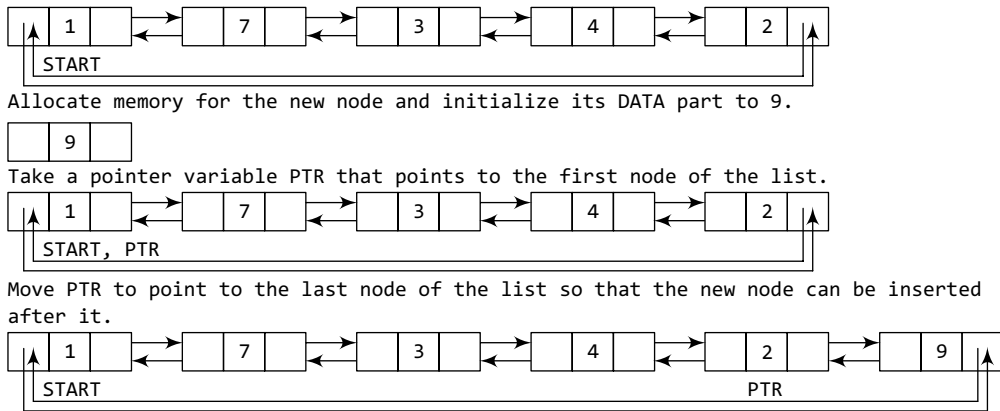 1 7 3 4 2
START
Allocate memory for the new node and initialize its DATA part to 9.
9
Take a pointer variable PTR that points to the first node of the list.
1 7 3 4 2
START, PTR
Move PTR to point to the last node of the list so that the new node can be inserted
after it.
1 7 3 4 2 9
START PTR